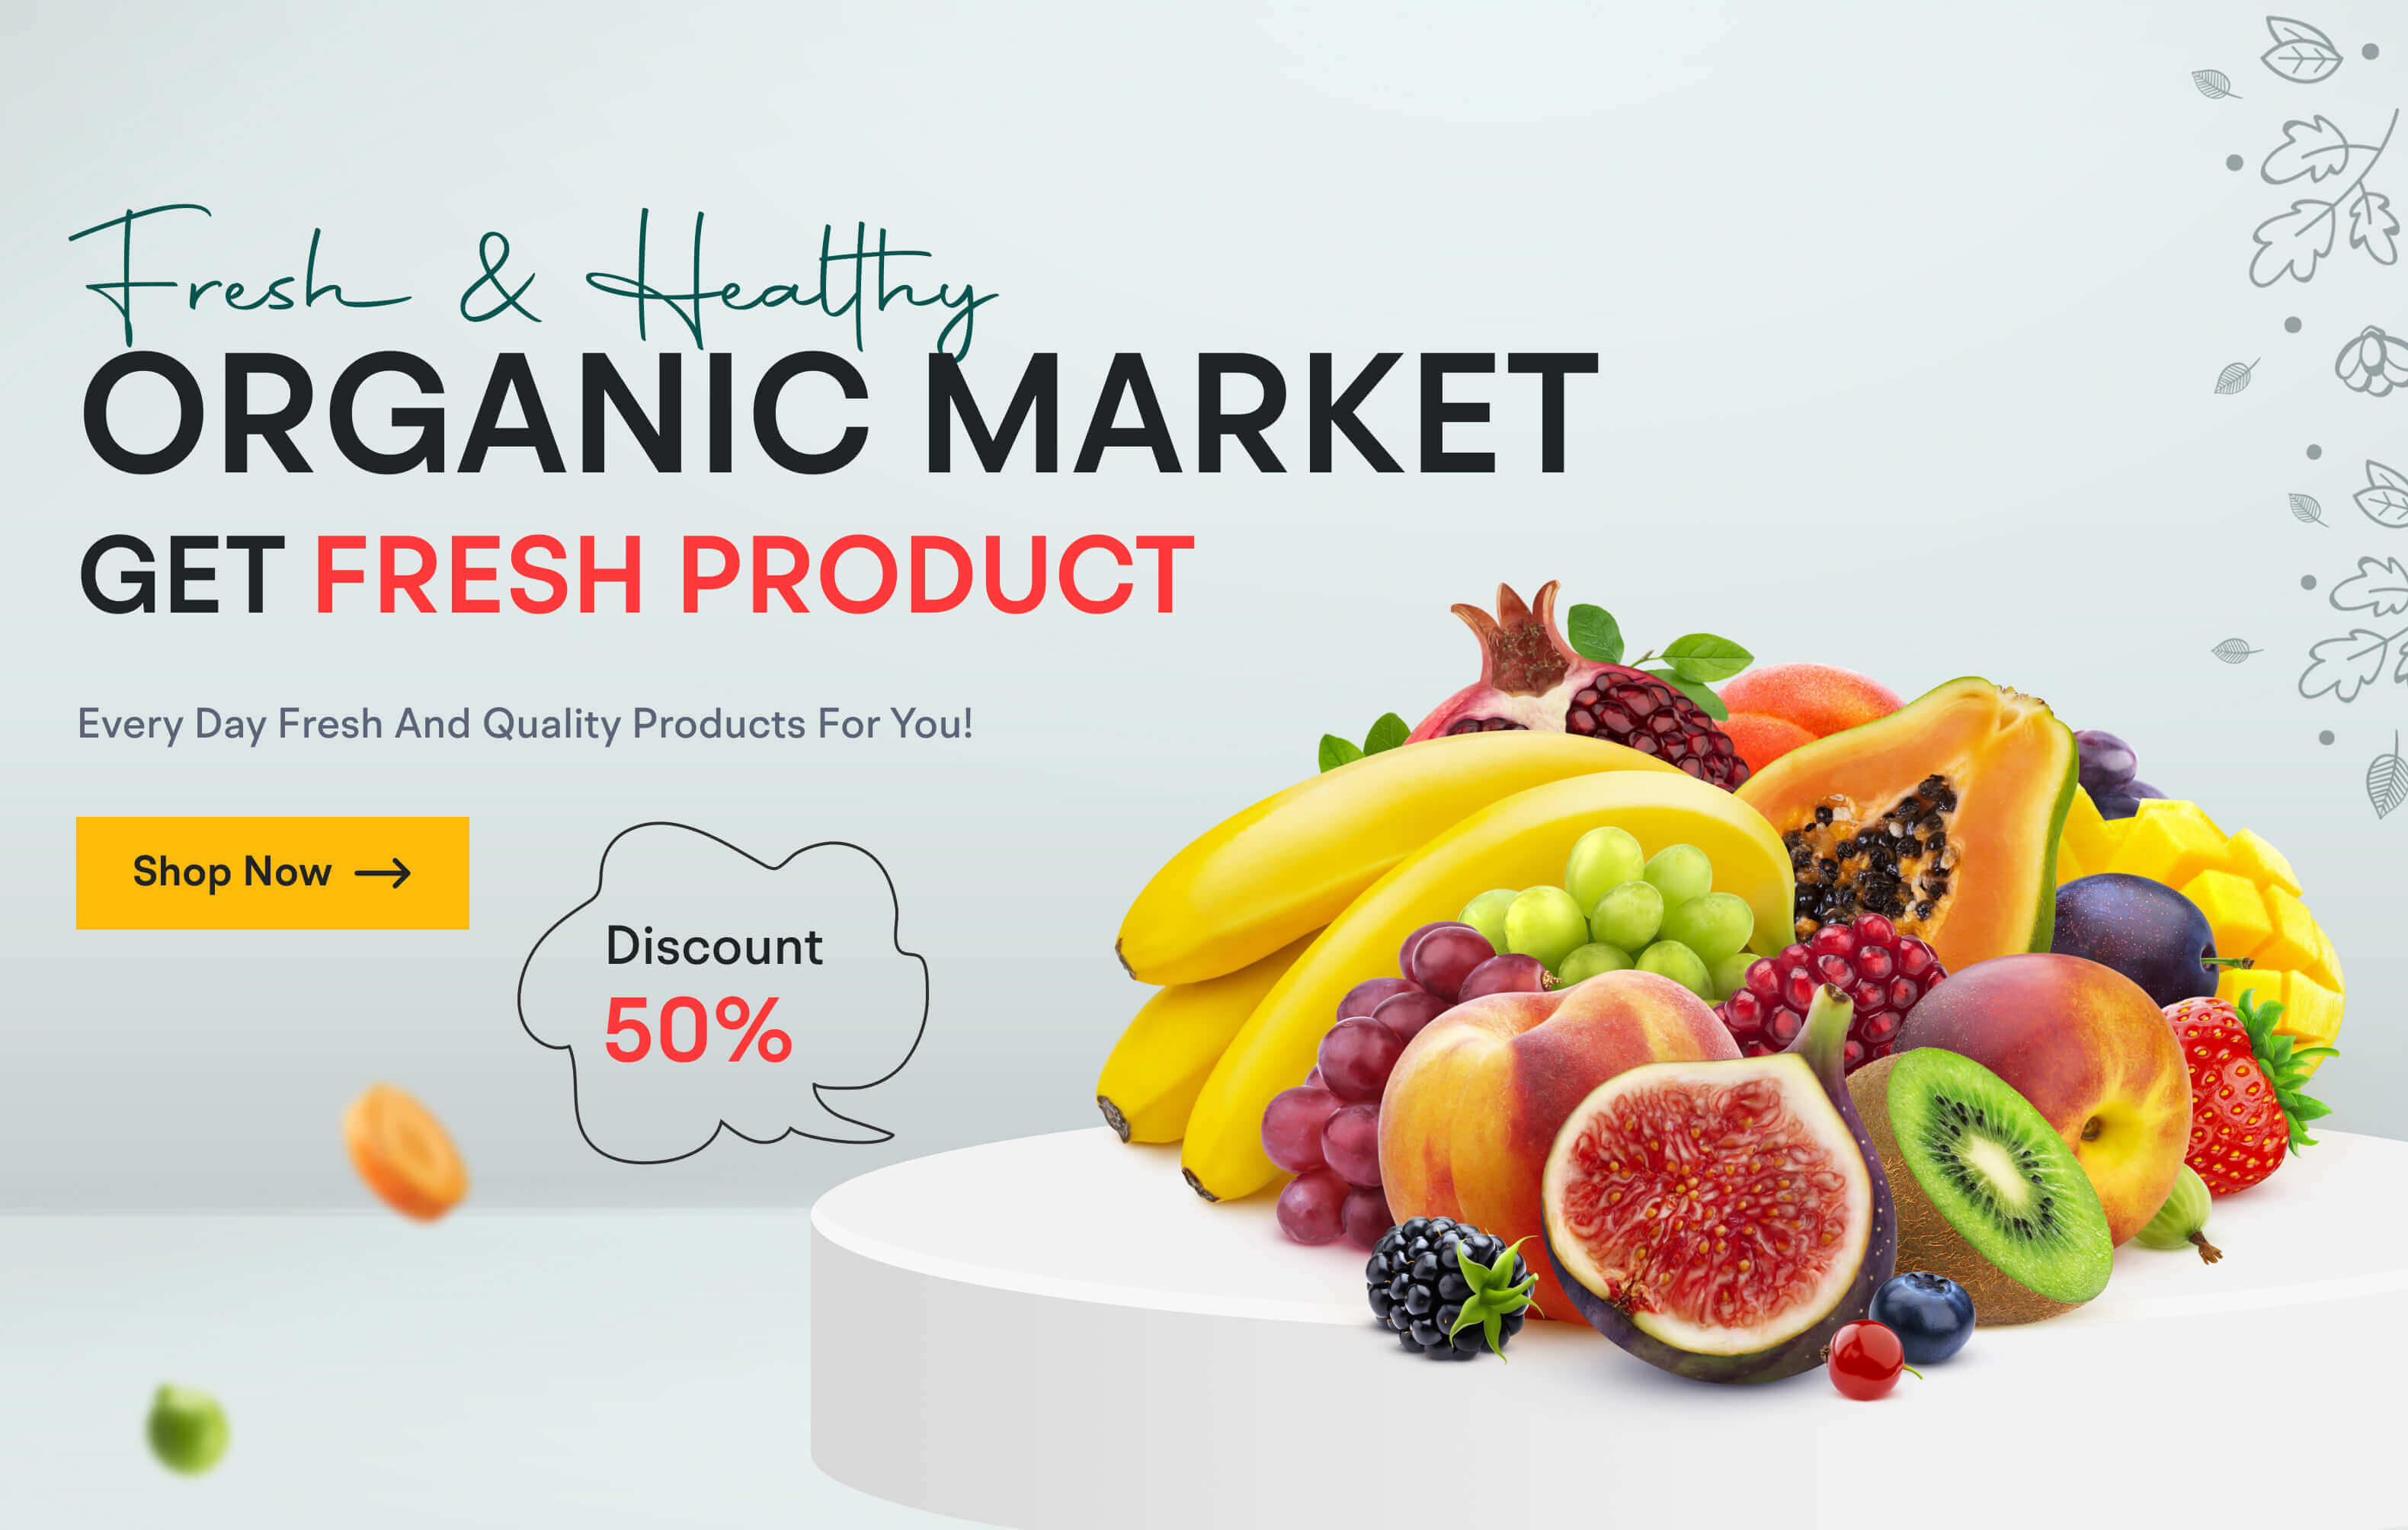 Fresh & Healthy
ORGANIC MARKET
GET FRESH PRODUCT
Every Day Fresh And Quality Products For You!
Shop Now →
Discount
50%